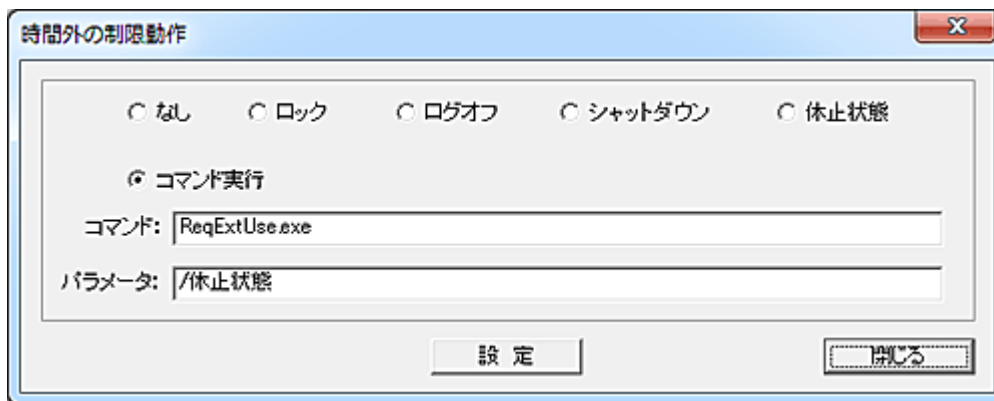 時間外の制限動作
なし ロック ログオフ シャットダウン 休止状態
コマンド実行
コマンド: ReqExtUse.exe
パラメータ: /休止状態
設 定 閉じる